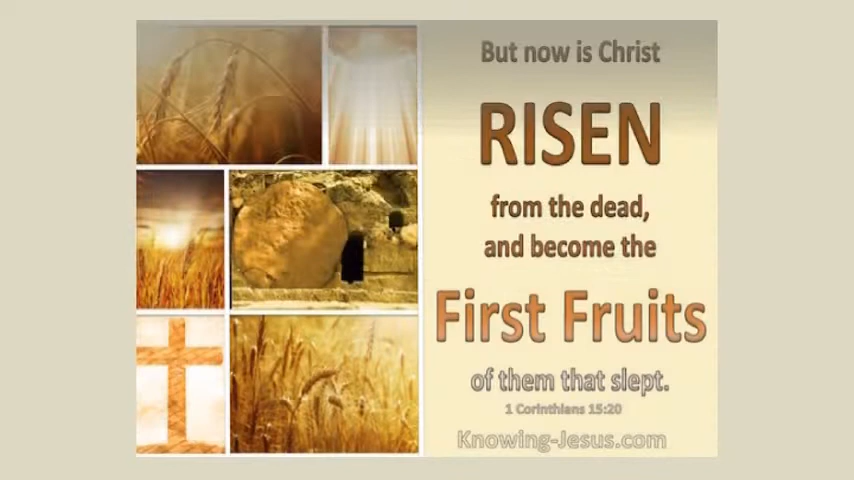 But now is Christ
RISEN
from the dead,
and become the
First Fruits
of them that slept.
1 Corinthians 15:20
Knowing-Jesus.com